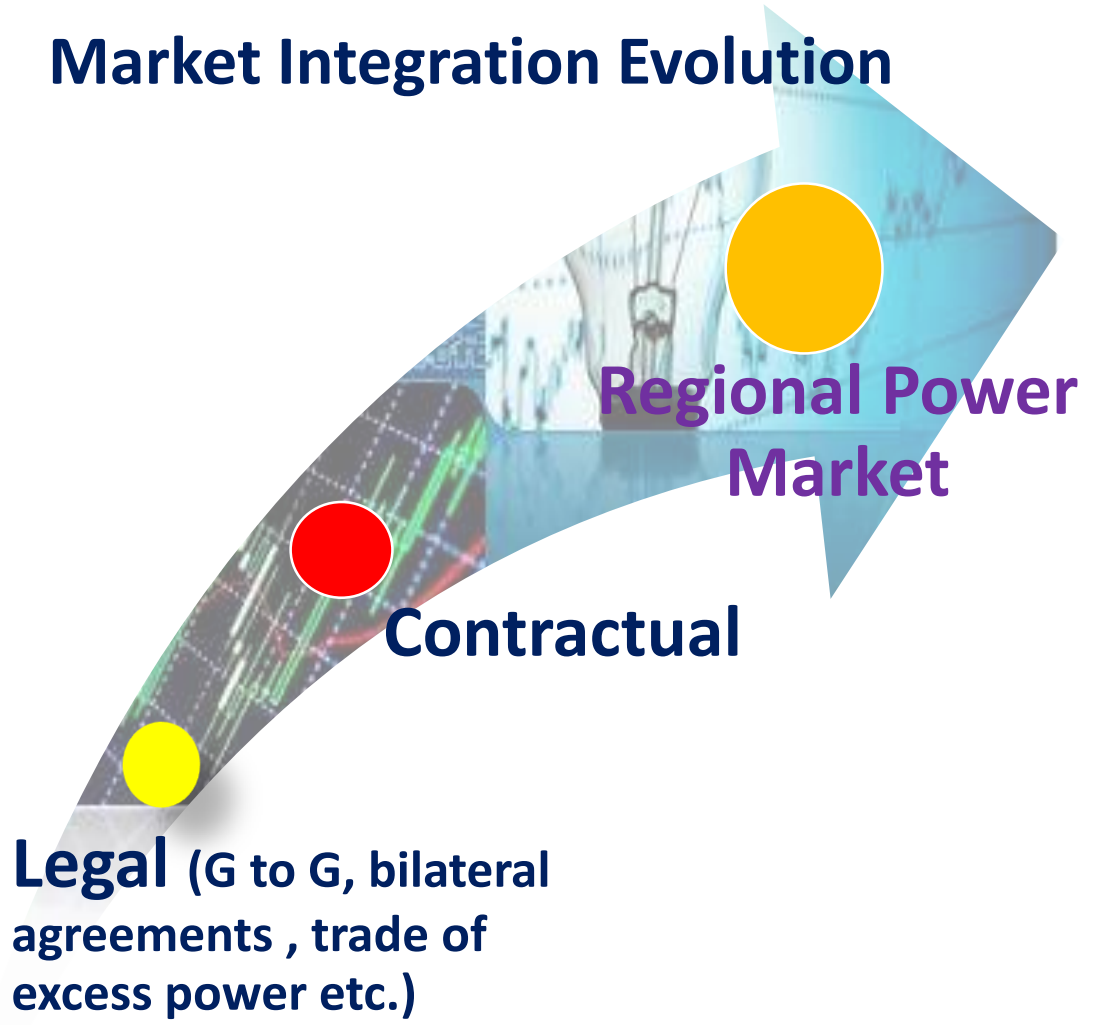 Market Integration Evolution
Regional Power
Market
Contractual
Legal (G to G, bilateral
agreements , trade of
excess power etc.)